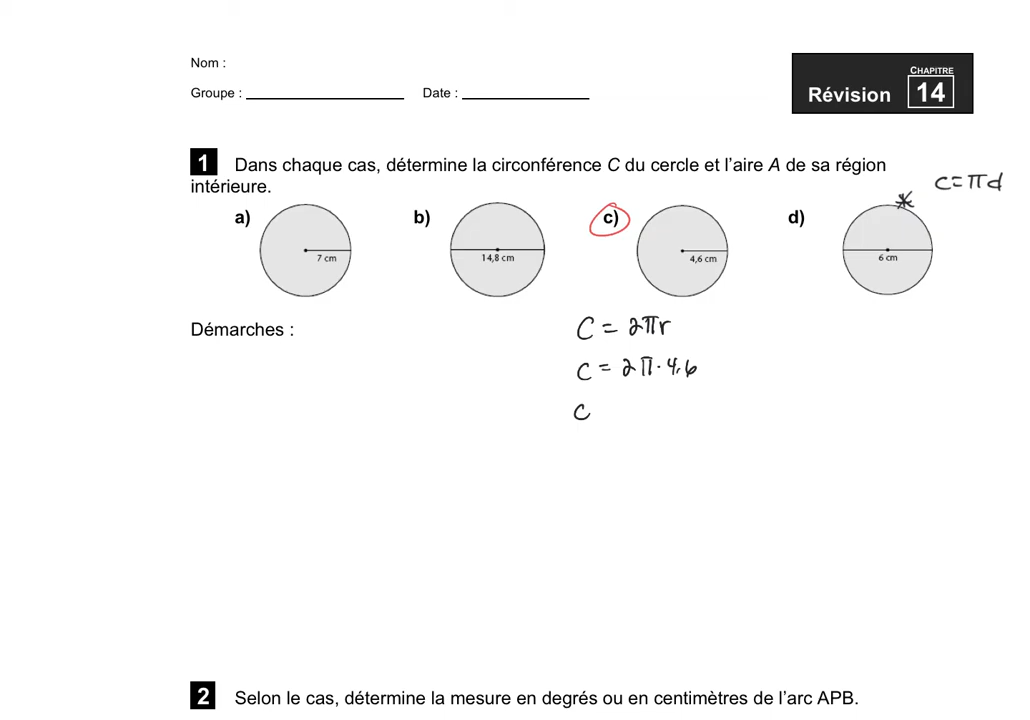 Nom :
Groupe : Date :
CHAPITRE
Révision 14
1 Dans chaque cas, détermine la circonférence C du cercle et l'aire A de sa région
intérieure.
C=πd
a) b) c) * d)
7 cm 14,8 cm 4,6 cm 6 cm
Démarches :
C = 2πr
C = 2π·4,6
C
2 Selon le cas, détermine la mesure en degrés ou en centimètres de l'arc APB.